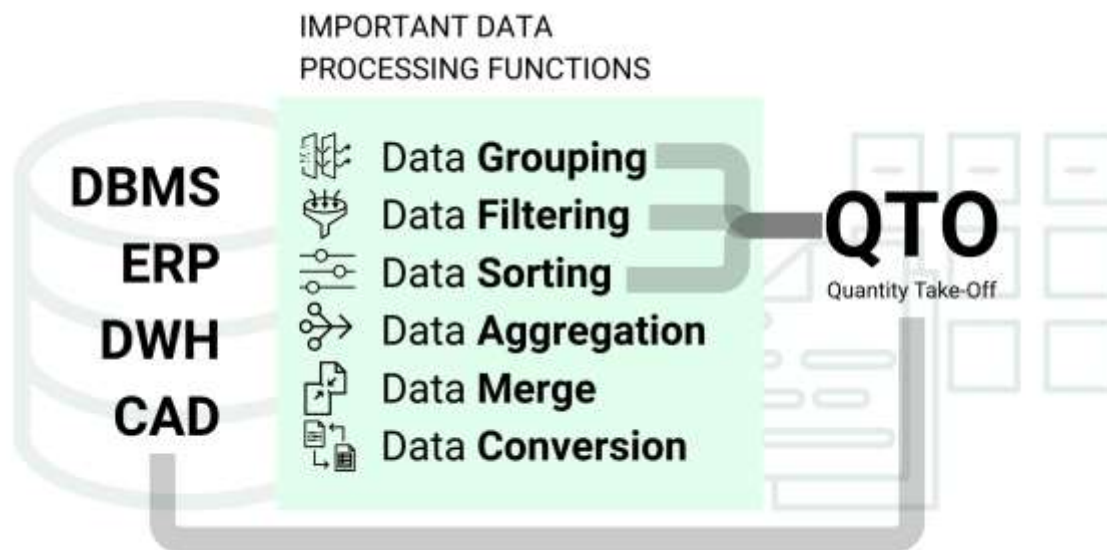 IMPORTANT DATA
PROCESSING FUNCTIONS
DBMS
ERP
DWH
CAD
Data Grouping
Data Filtering
Data Sorting
Data Aggregation
Data Merge
Data Conversion
QTO
Quantity Take-Off